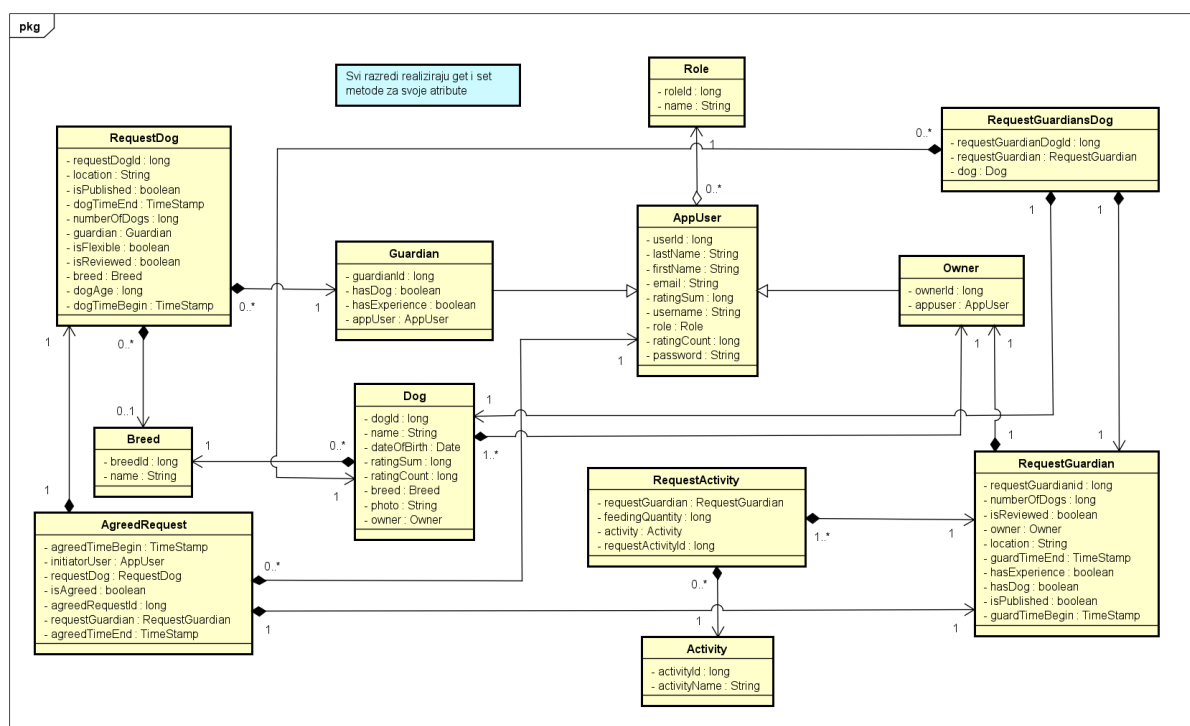 pkg
Svi razredi realiziraju get i set
metode za svoje atribute
Role
- roleId : long
- name : String
RequestGuardiansDog
- requestGuardianDogId : long
- requestGuardian : RequestGuardian
- dog : Dog
RequestDog
- requestDogId : long
- location : String
- isPublished : boolean
- dogTimeEnd : TimeStamp
- numberOfDogs : long
- guardian : Guardian
- isFlexible : boolean
- isReviewed : boolean
- breed : Breed
- dogAge : long
- dogTimeBegin : TimeStamp
Guardian
- guardianId : long
- hasDog : boolean
- hasExperience : boolean
- appUser : AppUser
AppUser
- userId : long
- lastName : String
- firstName : String
- email : String
- ratingSum : long
- username : String
- role : Role
- ratingCount : long
- password : String
Owner
- ownerId : long
- appuser : AppUser
Breed
- breedId : long
- name : String
Dog
- dogId : long
- name : String
- dateOfBirth : Date
- ratingSum : long
- ratingCount : long
- breed : Breed
- photo : String
- owner : Owner
RequestActivity
- requestGuardian : RequestGuardian
- feedingQuantity : long
- activity : Activity
- requestActivityId : long
RequestGuardian
- requestGuardianid : long
- numberOfDogs : long
- isReviewed : boolean
- owner : Owner
- location : String
- guardTimeEnd : TimeStamp
- hasExperience : boolean
- hasDog : boolean
- isPublished : boolean
- guardTimeBegin : TimeStamp
AgreedRequest
- agreedTimeBegin : TimeStamp
- initiatorUser : AppUser
- requestDog : RequestDog
- isAgreed : boolean
- agreedRequestId : long
- requestGuardian : RequestGuardian
- agreedTimeEnd : TimeStamp
Activity
- activityId : long
- activityName : String
0..*
1
0..*
1
1
0..*
1
1
0..*
0..1
1
1
1
1
1
1..*
1
0..*
1
1
1
1
0..*
1
1
1..*
1
0..*
1